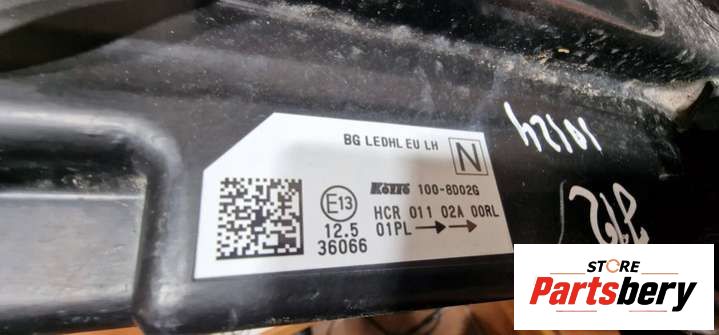 BG LEDHL EU LH
N
KOITO 100-8D02G
E13
HCR 011 02A 00RL
12.5
01PL
36066
10124
292
STORE
Partsbery